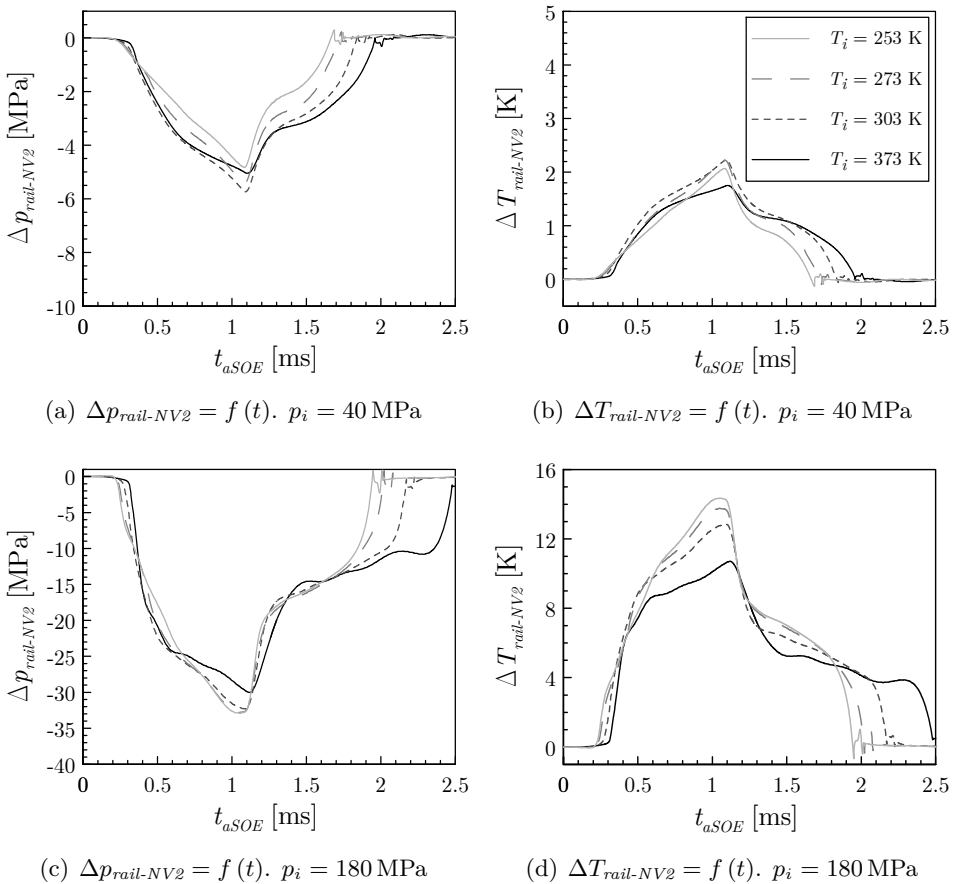 0
-2
-4
-6
-8
-10
Δp_rail-NV2 [MPa]
0 0.5 1 1.5 2 2.5
t_aSOE [ms]
(a) Δp_rail-NV2 = f (t). p_i = 40 MPa
5
4
3
2
1
0
ΔT_rail-NV2 [K]
T_i = 253 K
T_i = 273 K
T_i = 303 K
T_i = 373 K
0 0.5 1 1.5 2 2.5
t_aSOE [ms]
(b) ΔT_rail-NV2 = f (t). p_i = 40 MPa
0
-5
-10
-15
-20
-25
-30
-35
-40
Δp_rail-NV2 [MPa]
0 0.5 1 1.5 2 2.5
t_aSOE [ms]
(c) Δp_rail-NV2 = f (t). p_i = 180 MPa
16
12
8
4
0
ΔT_rail-NV2 [K]
0 0.5 1 1.5 2 2.5
t_aSOE [ms]
(d) ΔT_rail-NV2 = f (t). p_i = 180 MPa